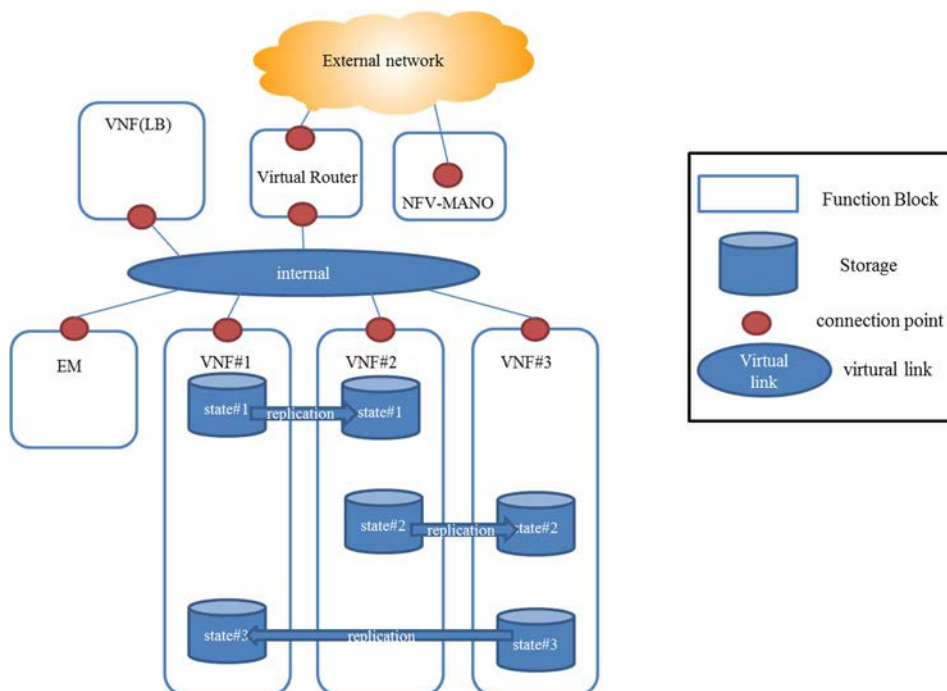 External network
VNF(LB)
Virtual Router
NFV-MANO
internal
EM
VNF#1
VNF#2
VNF#3
state#1
replication
state#1
state#2
replication
state#2
state#3
replication
state#3
Function Block
Storage
connection point
Virtual
link
virtural link